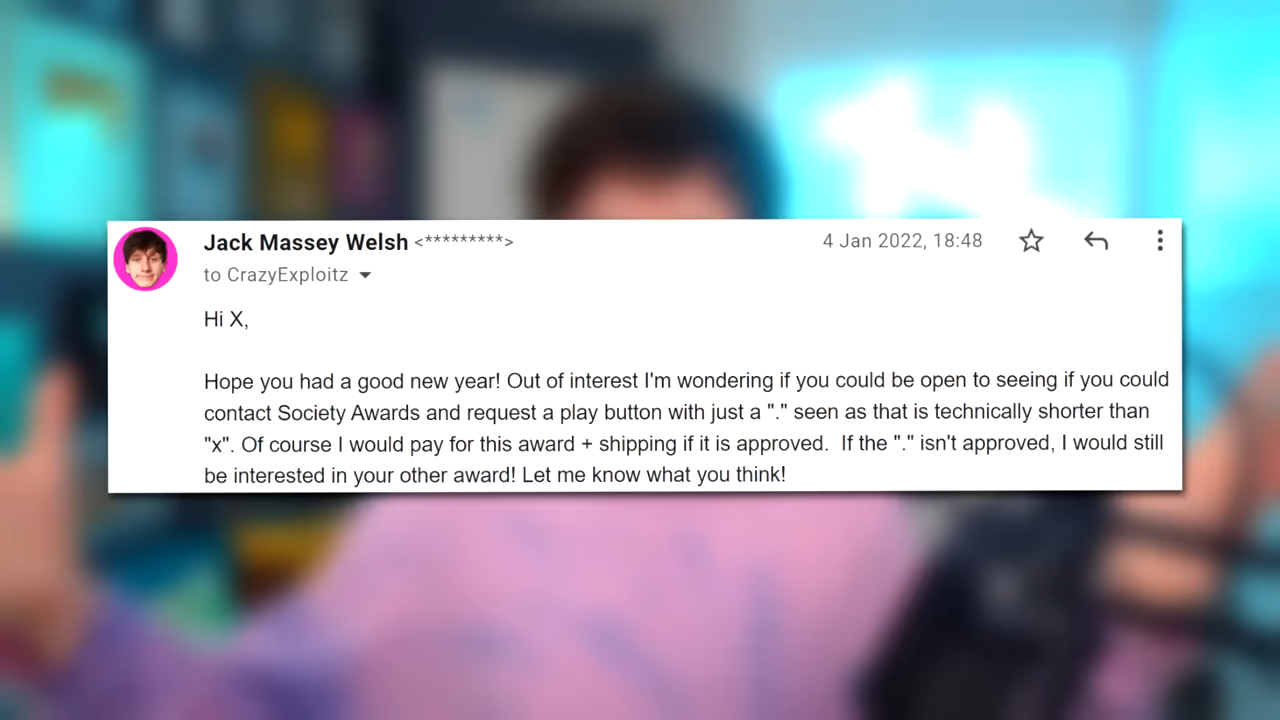 Jack Massey Welsh <*********>
4 Jan 2022, 18:48
to CrazyExploitz
Hi X,
Hope you had a good new year! Out of interest I'm wondering if you could be open to seeing if you could
contact Society Awards and request a play button with just a "." seen as that is technically shorter than
"x". Of course I would pay for this award + shipping if it is approved.  If the "." isn't approved, I would still
be interested in your other award! Let me know what you think!